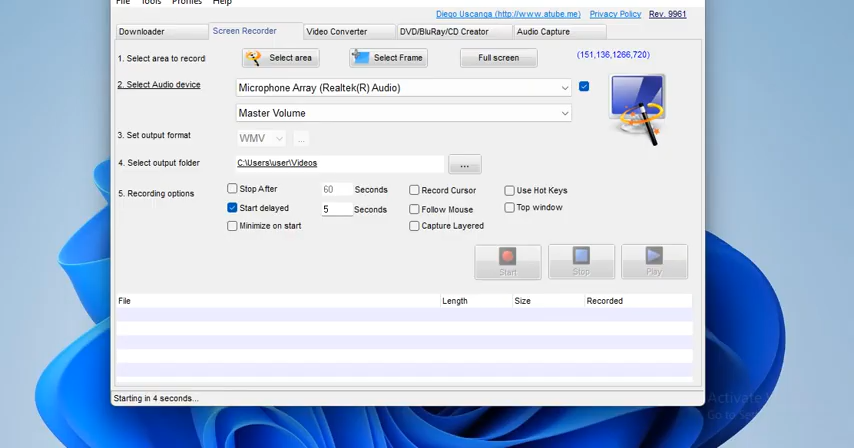 File Tools Profiles Help
Diego Uscanga (http://www.atube.me) Privacy Policy Rev. 9961
Downloader Screen Recorder Video Converter DVD/BluRay/CD Creator Audio Capture
1. Select area to record Select area Select Frame Full screen (151,136,1266,720)
2. Select Audio device Microphone Array (Realtek(R) Audio)
Master Volume
3. Set output format WMV ...
4. Select output folder C:\Users\user\Videos ...
5. Recording options Stop After 60 Seconds Record Cursor Use Hot Keys
Start delayed 5 Seconds Follow Mouse Top window
Minimize on start Capture Layered
Start Stop Play
File Length Size Recorded
Starting in 4 seconds...
Activate
Go to